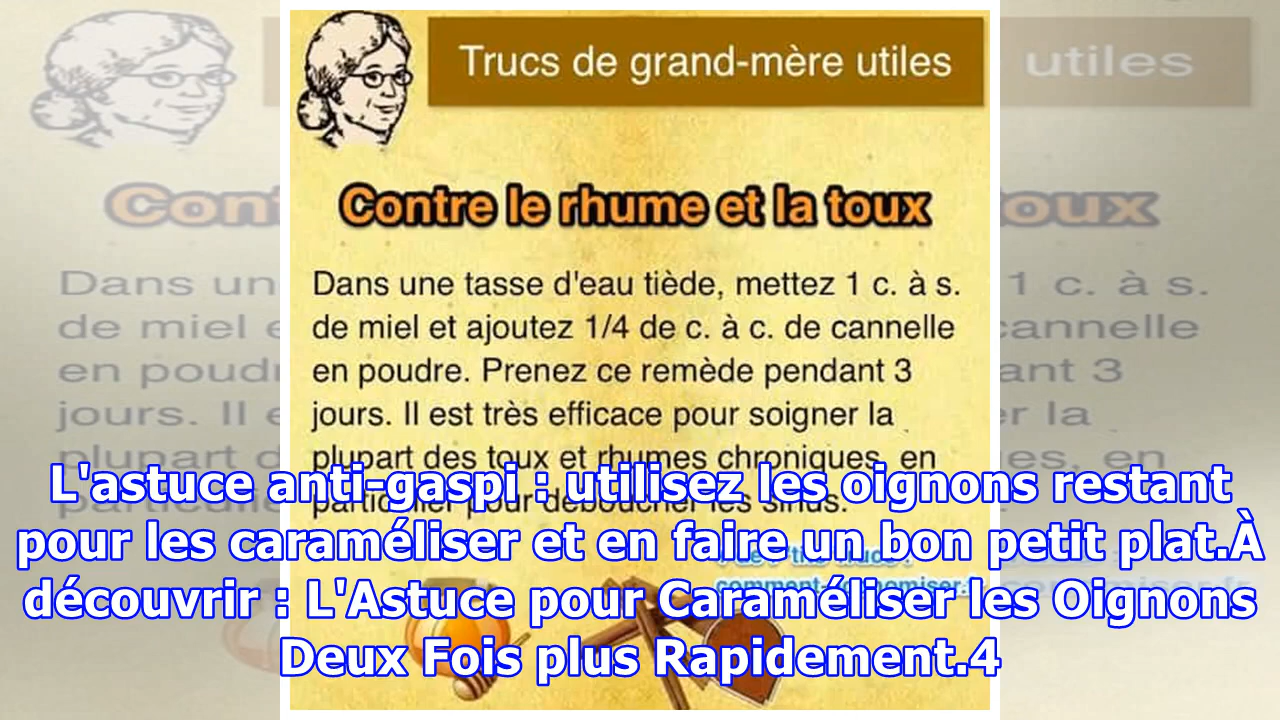 Trucs de grand-mère utiles
utiles
Contre le rhume et la toux
Dans une tasse d'eau tiède, mettez 1 c. à s.
de miel et ajoutez 1/4 de c. à c. de cannelle
en poudre. Prenez ce remède pendant 3
jours. Il est très efficace pour soigner la
plupart des toux et rhumes chroniques, en
particulier pour déboucher les sinus.
L'astuce anti-gaspi : utilisez les oignons restant
pour les caraméliser et en faire un bon petit plat.À
découvrir : L'Astuce pour Caraméliser les Oignons
Deux Fois plus Rapidement.4